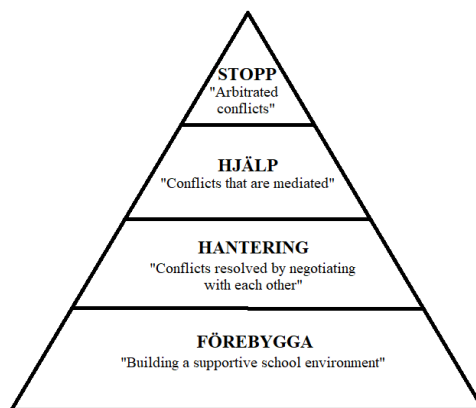 STOPP
"Arbitrated
conflicts"
HJÄLP
"Conflicts that are mediated"
HANTERING
"Conflicts resolved by negotiating
with each other"
FÖREBYGGA
"Building a supportive school environment"